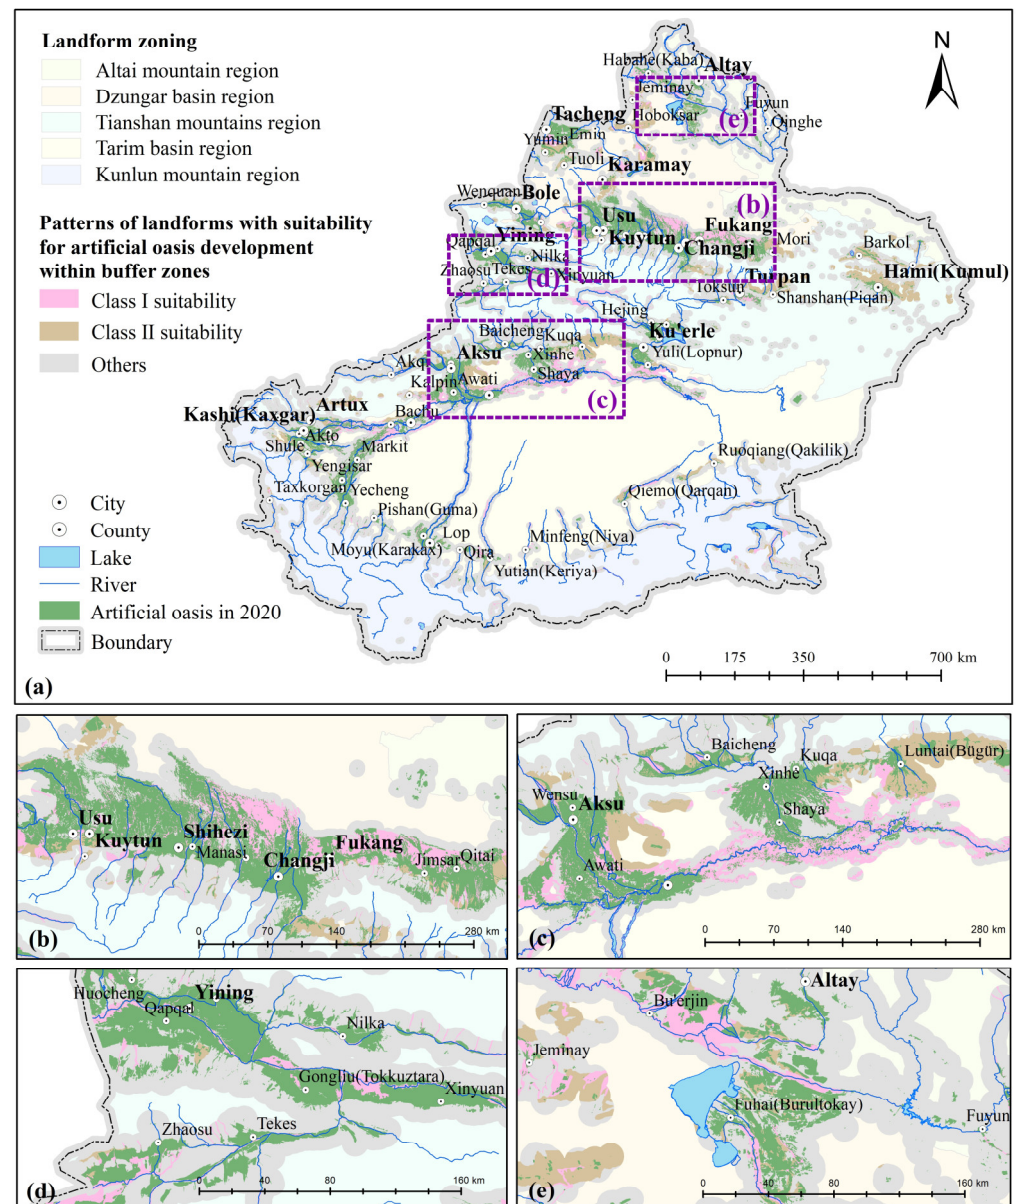 Landform zoning
Altai mountain region
Dzungar basin region
Tianshan mountains region
Tarim basin region
Kunlun mountain region
Patterns of landforms with suitability
for artificial oasis development
within buffer zones
Class I suitability
Class II suitability
Others
City
County
Lake
River
Artificial oasis in 2020
Boundary
(a)
N
Habahe(Kaba)
Altay
Jeminay
Fuyun
Hoboksar
(e)
Qinghe
Tacheng
Emin
Yumin
Tuoli
Karamay
Wenquan
Bole
(b)
Usu
Fukang
Kuytun
Changji
Mori
Barkol
Yining
Qapqal
Nilka
Zhaosu
Tekes
Xinyuan
(d)
Turpan
Toksun
Hami(Kumul)
Shanshan(Piqan)
Hejing
Baicheng
Kuqa
Ku'erle
Aksu
Xinhe
Yuli(Lopnur)
Akqi
Shaya
Kalpin
Awati
(c)
Artux
Bachu
Kashi(Kaxgar)
Akto
Shule
Markit
Yengisar
Ruoqiang(Qakilik)
Taxkorgan
Yecheng
Qiemo(Qarqan)
Pishan(Guma)
Lop
Minfeng(Niya)
Moyu(Karakax)
Qira
Yutian(Keriya)
0 175 350 700 km
Usu
Kuytun
Shihezi
Manasi
Fukang
Changji
Jimsar
Qitai
(b)
0 70 140 280 km
Baicheng
Kuqa
Luntai(Bügür)
Xinhe
Wensu
Aksu
Shaya
Awati
(c)
0 70 140 280 km
Huocheng
Yining
Qapqal
Nilka
Gongliu(Tokkuztara)
Xinyuan
Zhaosu
Tekes
(d)
0 40 80 160 km
Altay
Bu'erjin
Jeminay
Fuhai(Burultokay)
Fuyun
(e)
0 40 80 160 km